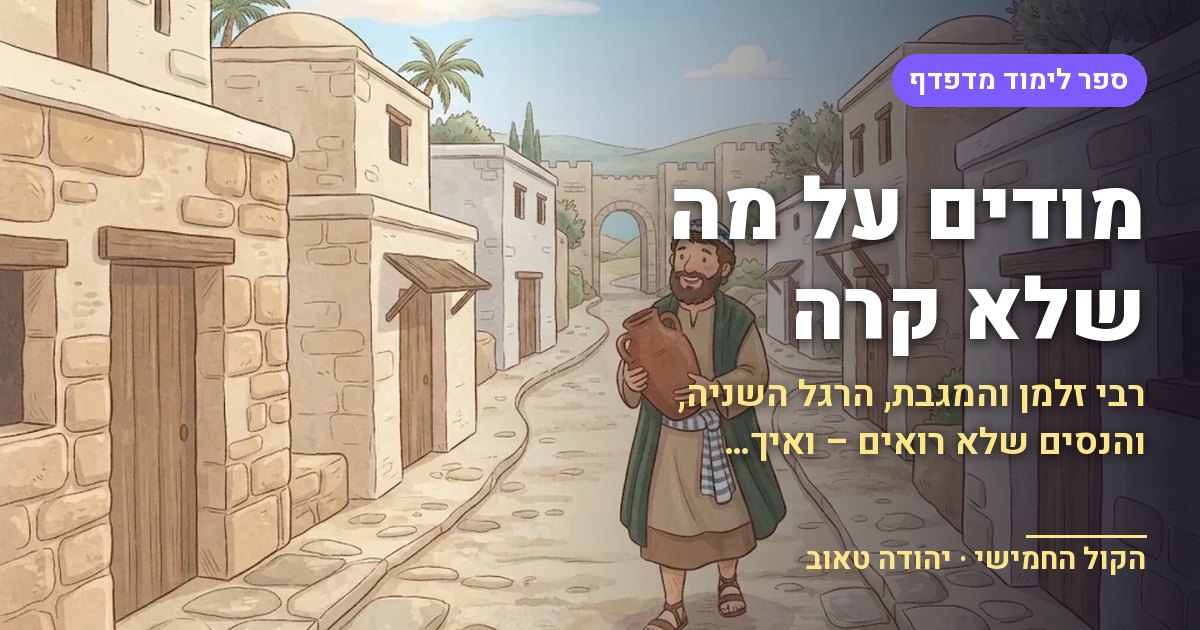 ספר לימוד מדפדף
מודים על מה
שלא קרה
רבי זלמן והמגבת, הרגל השניה,
והנסים שלא רואים – ואיך...
הקול החמישי · יהודה טאוב